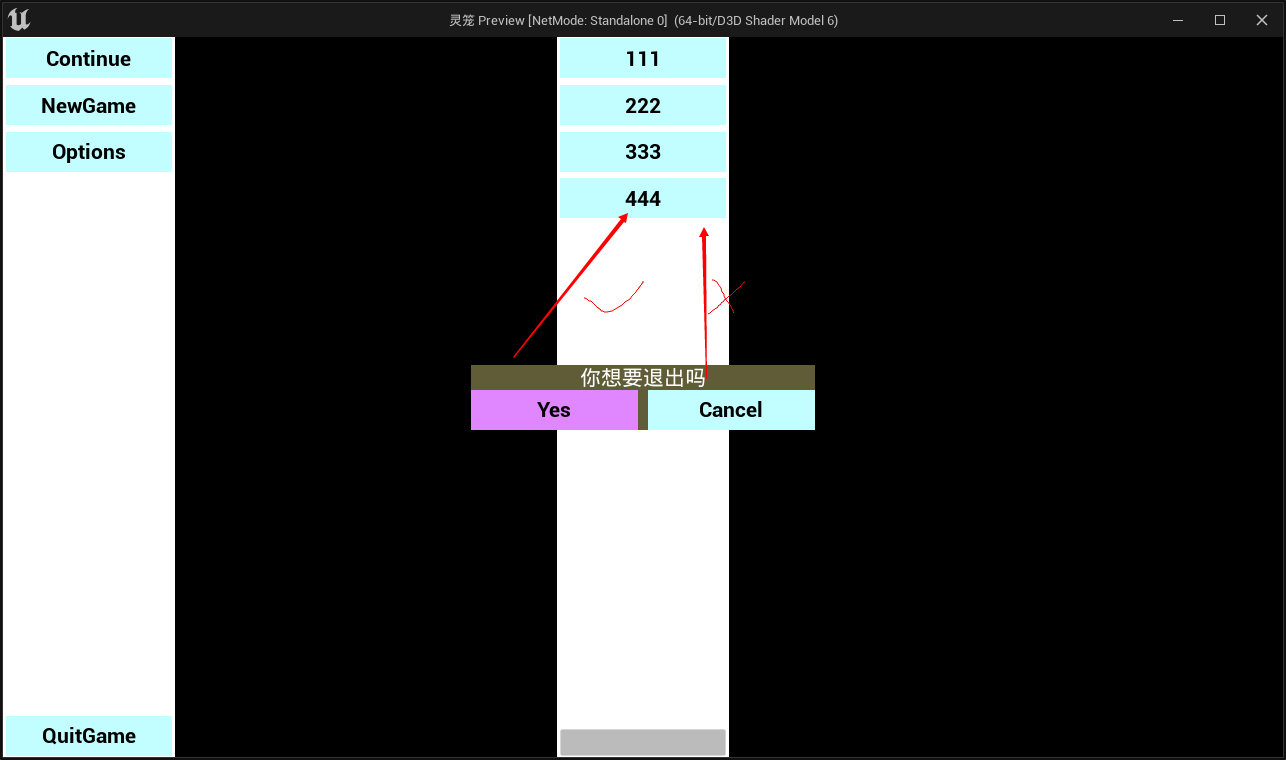 灵笼 Preview [NetMode: Standalone 0]  (64-bit/D3D Shader Model 6)
Continue
NewGame
Options
QuitGame
111
222
333
444
你想要退出吗
Yes
Cancel